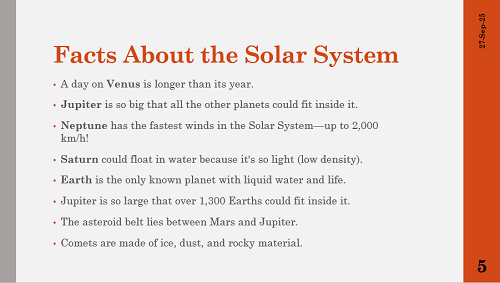 Facts About the Solar System
• A day on Venus is longer than its year.
• Jupiter is so big that all the other planets could fit inside it.
• Neptune has the fastest winds in the Solar System—up to 2,000
km/h!
• Saturn could float in water because it's so light (low density).
• Earth is the only known planet with liquid water and life.
• Jupiter is so large that over 1,300 Earths could fit inside it.
• The asteroid belt lies between Mars and Jupiter.
• Comets are made of ice, dust, and rocky material.
27-Sep-25
5